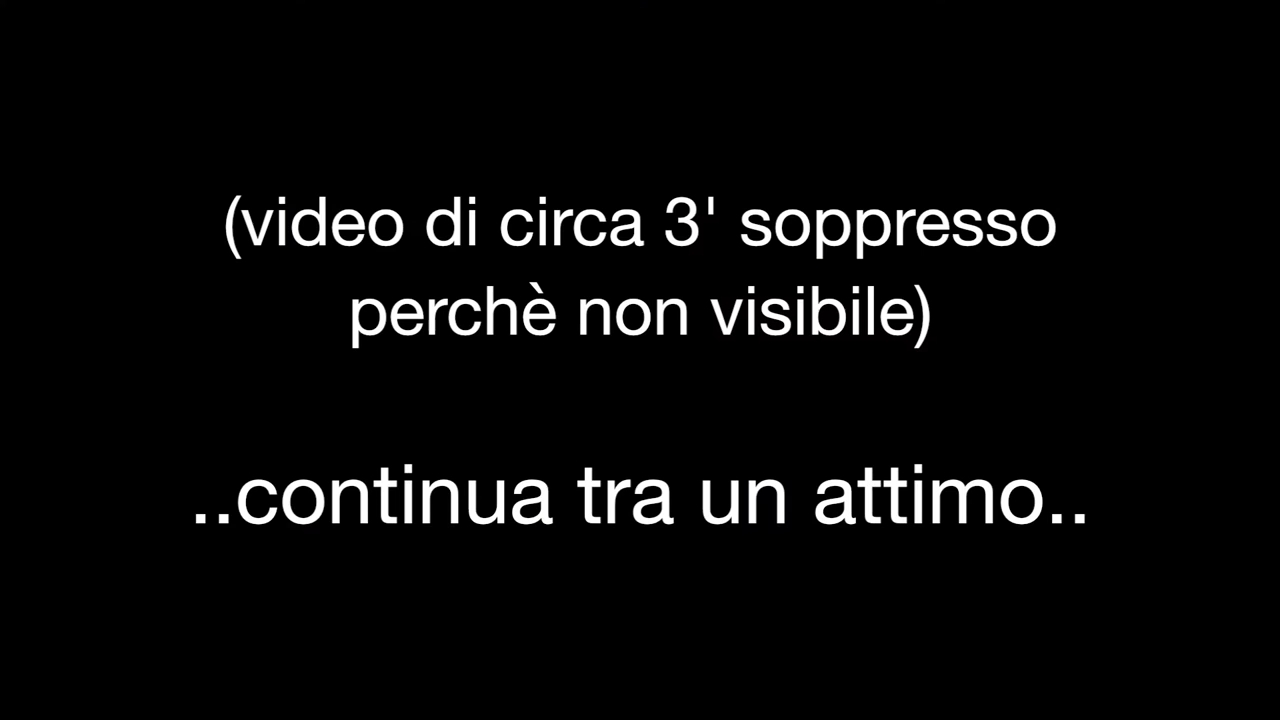 (video di circa 3' soppresso
perchè non visibile)
..continua tra un attimo..